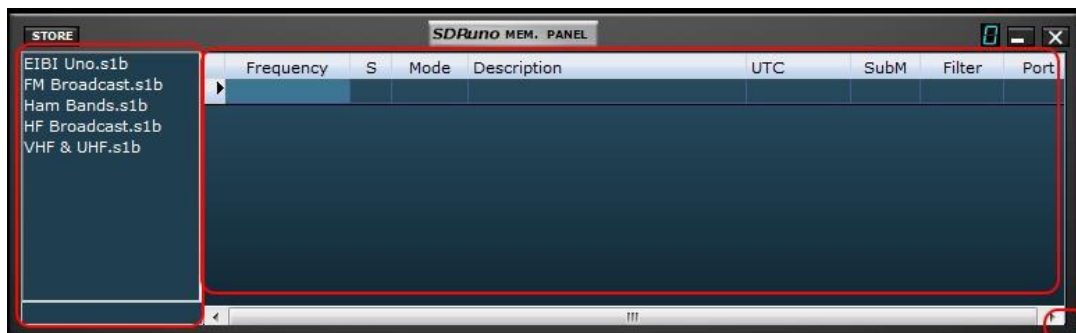 STORE SDRuno MEM. PANEL 0
EIBI Uno.s1b
FM Broadcast.s1b
Ham Bands.s1b
HF Broadcast.s1b
VHF & UHF.s1b
Frequency S Mode Description UTC SubM Filter Port